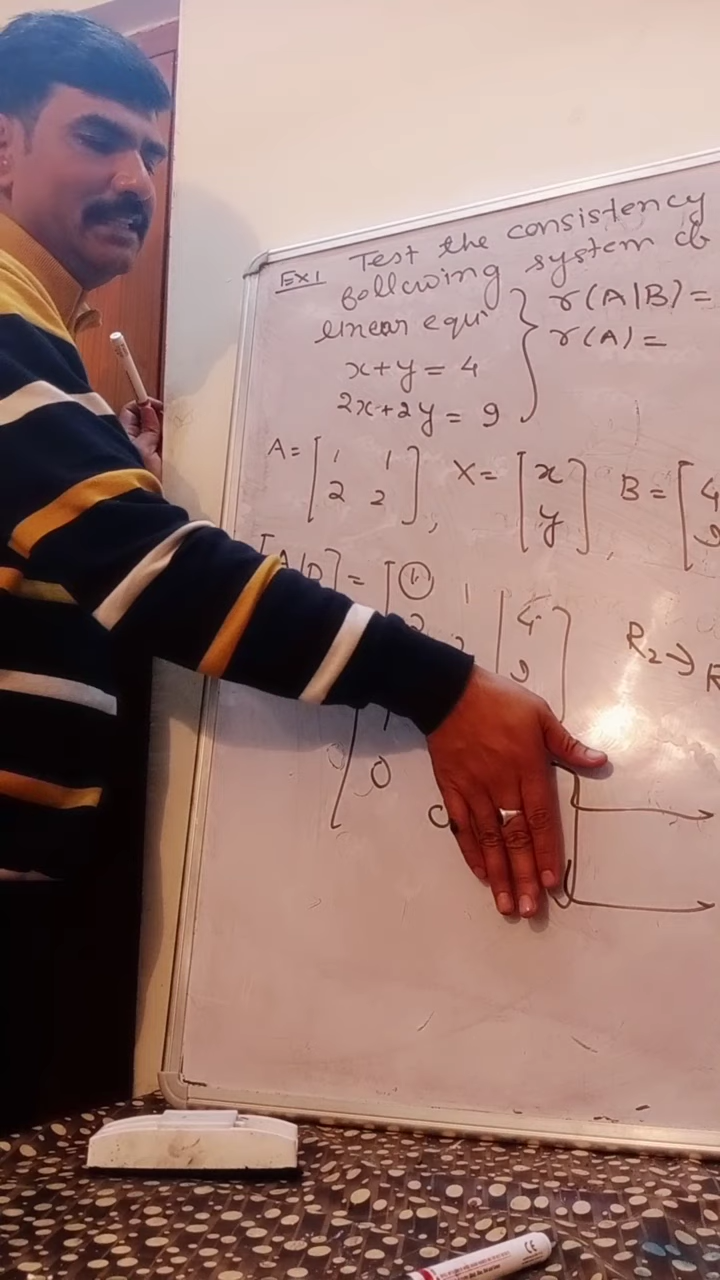 Ex1 Test the consistency
following system of
linear equⁿ
x+y = 4
2x+2y = 9
r(A|B) =
r(A) =
A = [1 1
2 2], X = [x
y], B = [4
9
[A|B] = [1 1 | 4
2 2 | 9]
R₂ → R
0